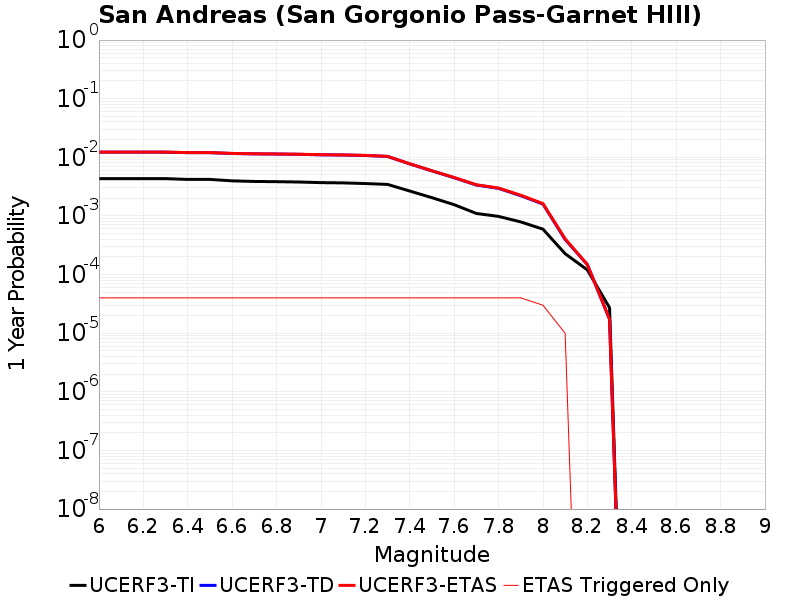 San Andreas (San Gorgonio Pass-Garnet HIll)
10^0
10^-1
10^-2
10^-3
10^-4
10^-5
10^-6
10^-7
10^-8
1 Year Probability
6 6.2 6.4 6.6 6.8 7 7.2 7.4 7.6 7.8 8 8.2 8.4 8.6 8.8 9
Magnitude
UCERF3-TI UCERF3-TD UCERF3-ETAS ETAS Triggered Only